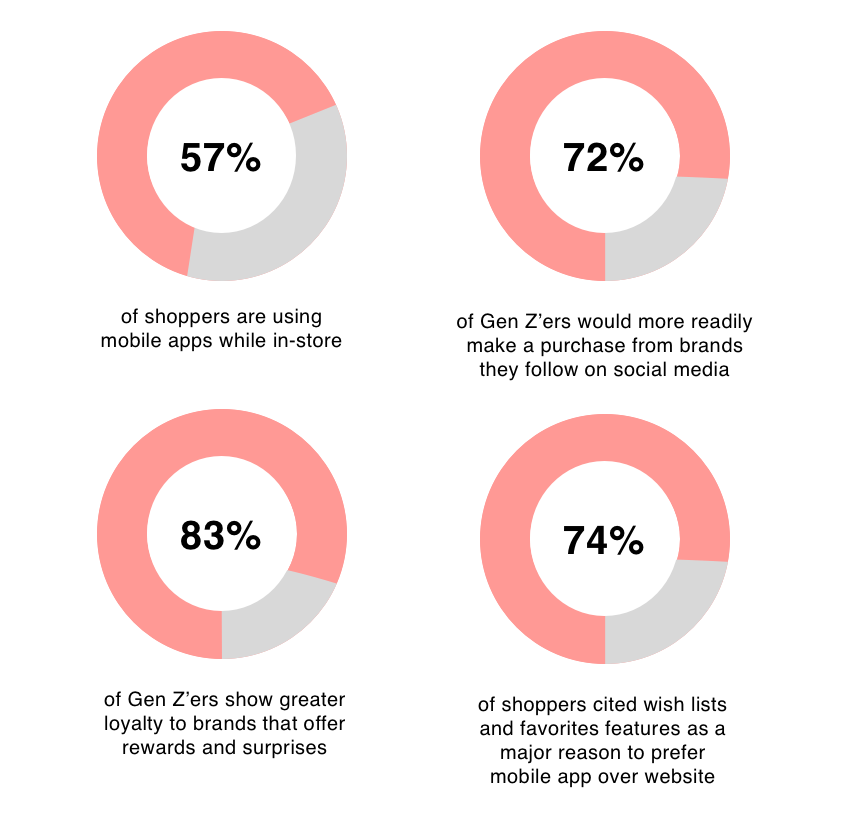 57%
of shoppers are using
mobile apps while in-store
72%
of Gen Z’ers would more readily
make a purchase from brands
they follow on social media
83%
of Gen Z’ers show greater
loyalty to brands that offer
rewards and surprises
74%
of shoppers cited wish lists
and favorites features as a
major reason to prefer
mobile app over website